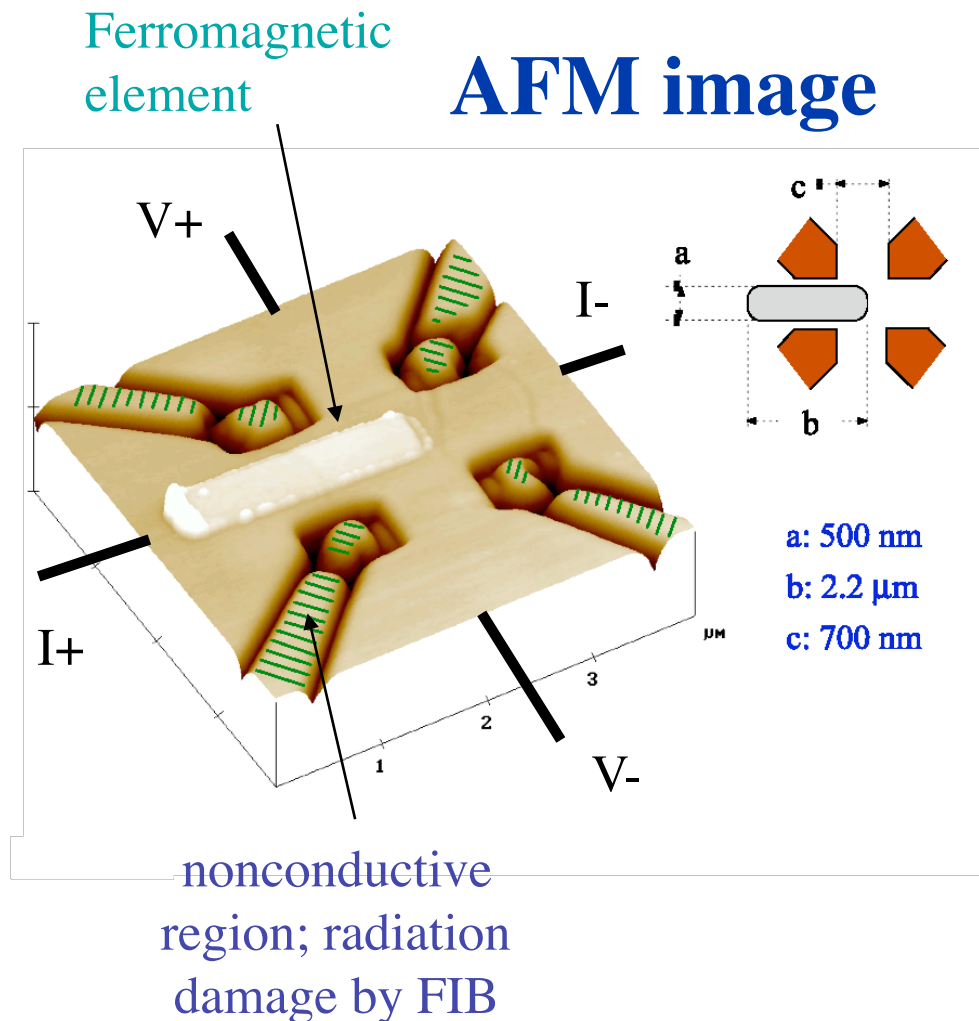 Ferromagnetic
element
AFM image
V+
I-
c
a
b
a: 500 nm
b: 2.2 μm
c: 700 nm
I+
V-
μM
1
2
3
nonconductive
region; radiation
damage by FIB